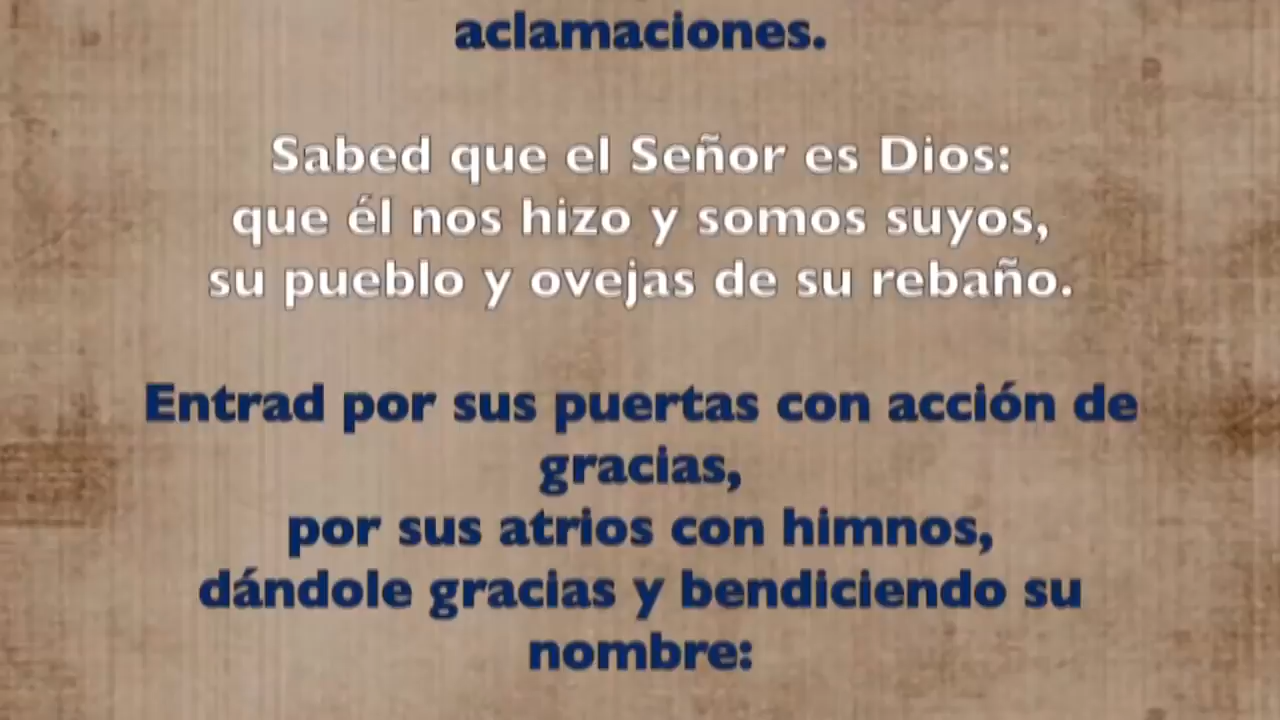 aclamaciones.
Sabed que el Señor es Dios:
que él nos hizo y somos suyos,
su pueblo y ovejas de su rebaño.
Entrad por sus puertas con acción de
gracias,
por sus atrios con himnos,
dándole gracias y bendiciendo su
nombre: